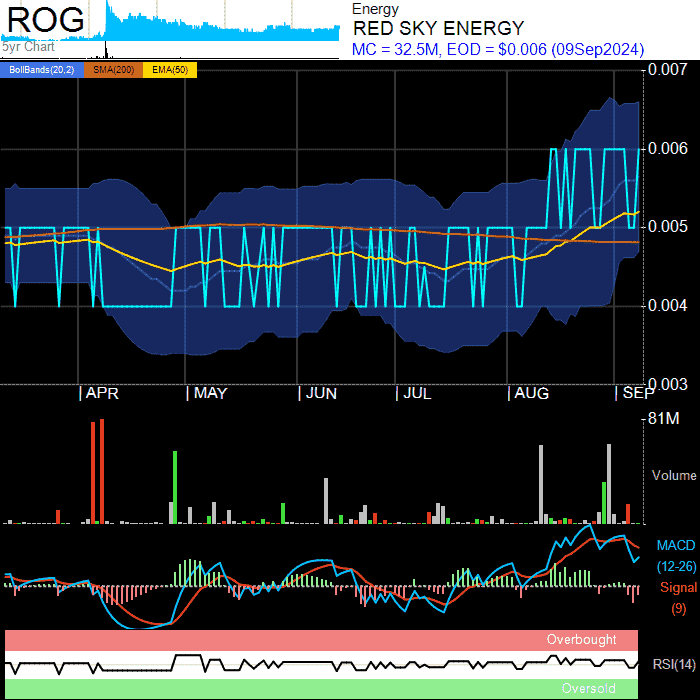 ROG
5yr Chart
Energy
RED SKY ENERGY
MC = 32.5M, EOD = $0.006 (09Sep2024)
BollBands(20,2) SMA(200) EMA(50)
0.007
0.006
0.005
0.004
0.003
APR MAY JUN JUL AUG SEP
81M
Volume
MACD
(12-26)
Signal
(9)
Overbought
RSI(14)
Oversold